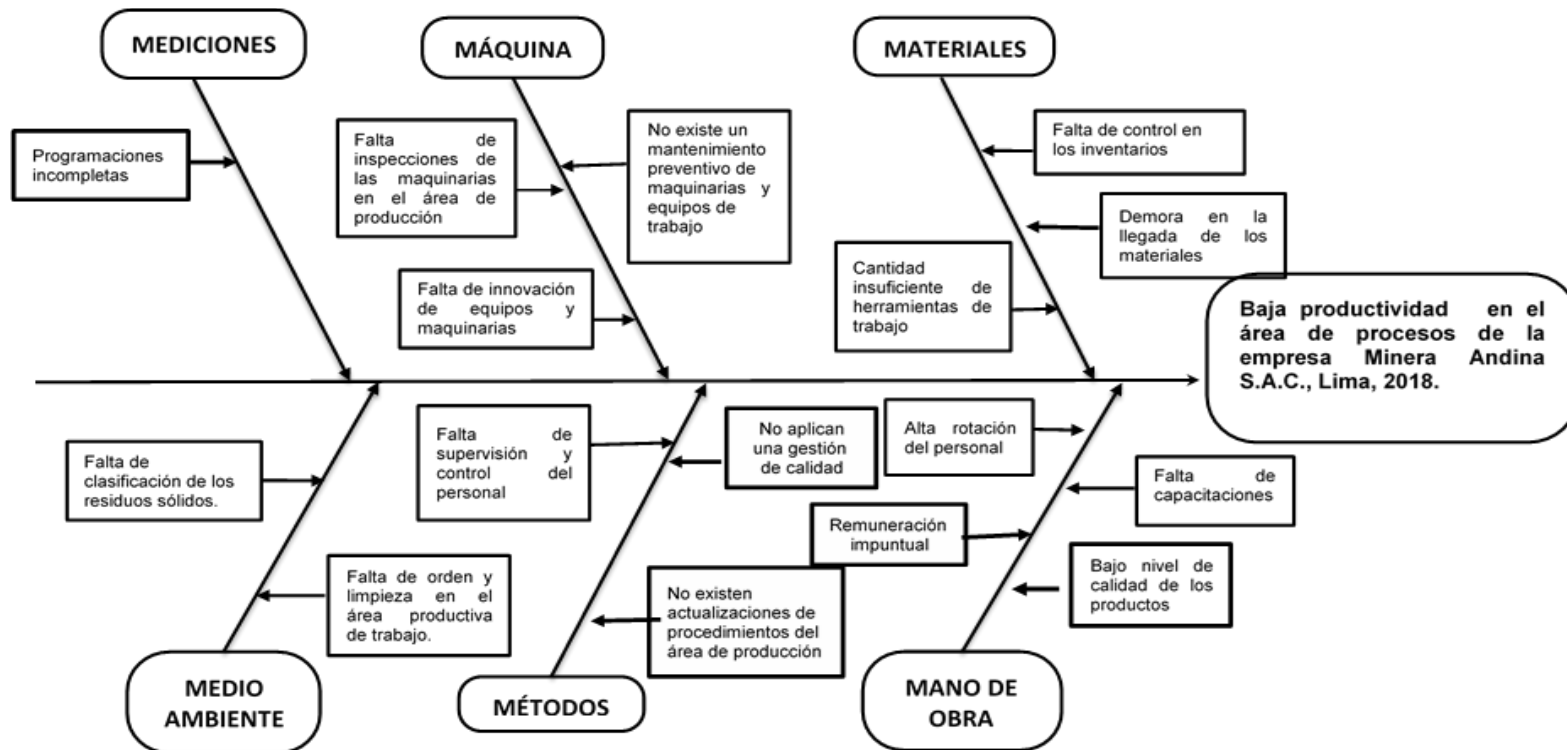 MEDICIONES
MÁQUINA
MATERIALES
Programaciones
incompletas
Falta de
inspecciones de
las maquinarias
en el área de
producción
No existe un
mantenimiento
preventivo de
maquinarias y
equipos de
trabajo
Falta de innovación
de equipos y
maquinarias
Falta de control en
los inventarios
Demora en la
llegada de los
materiales
Cantidad
insuficiente de
herramientas de
trabajo
Baja productividad en el
área de procesos de la
empresa Minera Andina
S.A.C., Lima, 2018.
Falta de
clasificación de los
residuos sólidos.
Falta de orden y
limpieza en el
área productiva
de trabajo.
Falta de
supervisión y
control del
personal
No aplican
una gestión
de calidad
No existen
actualizaciones de
procedimientos del
área de producción
Alta rotación
del personal
Falta de
capacitaciones
Remuneración
impuntual
Bajo nivel de
calidad de los
productos
MEDIO
AMBIENTE
MÉTODOS
MANO DE
OBRA